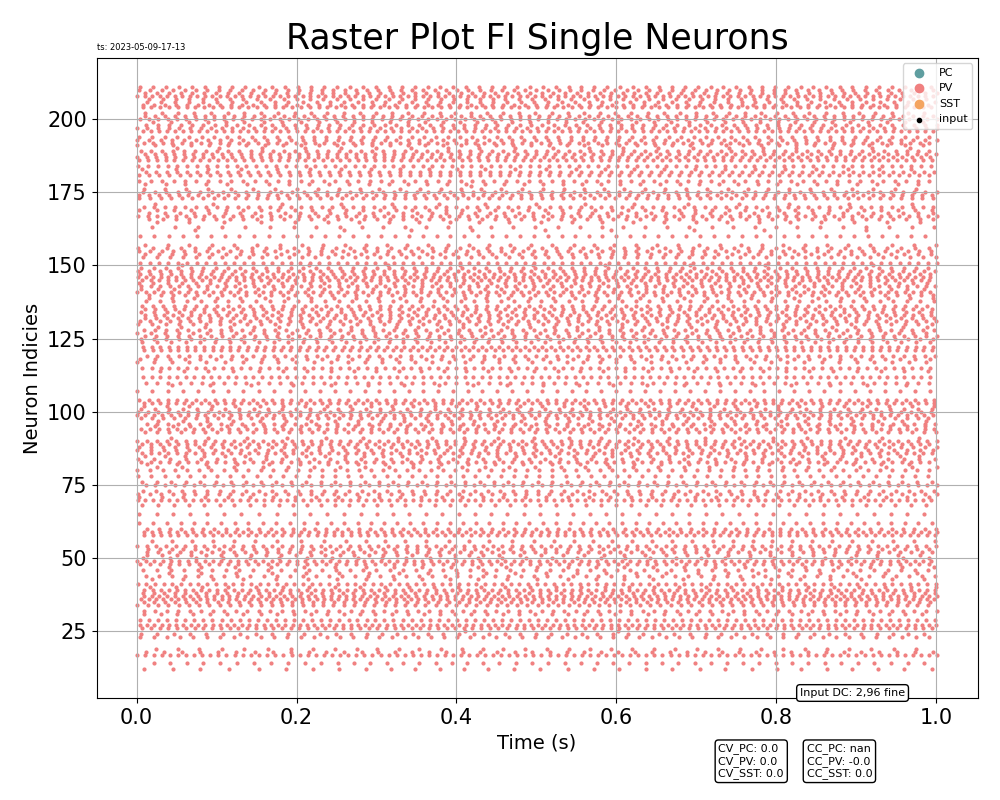 Raster Plot FI Single Neurons
ts: 2023-05-09-17-13
PC
PV
SST
input
200
175
150
125
100
75
50
25
Neuron Indicies
Input DC: 2,96 fine
0.0 0.2 0.4 0.6 0.8 1.0
Time (s)
CV_PC: 0.0
CV_PV: 0.0
CV_SST: 0.0
CC_PC: nan
CC_PV: -0.0
CC_SST: 0.0